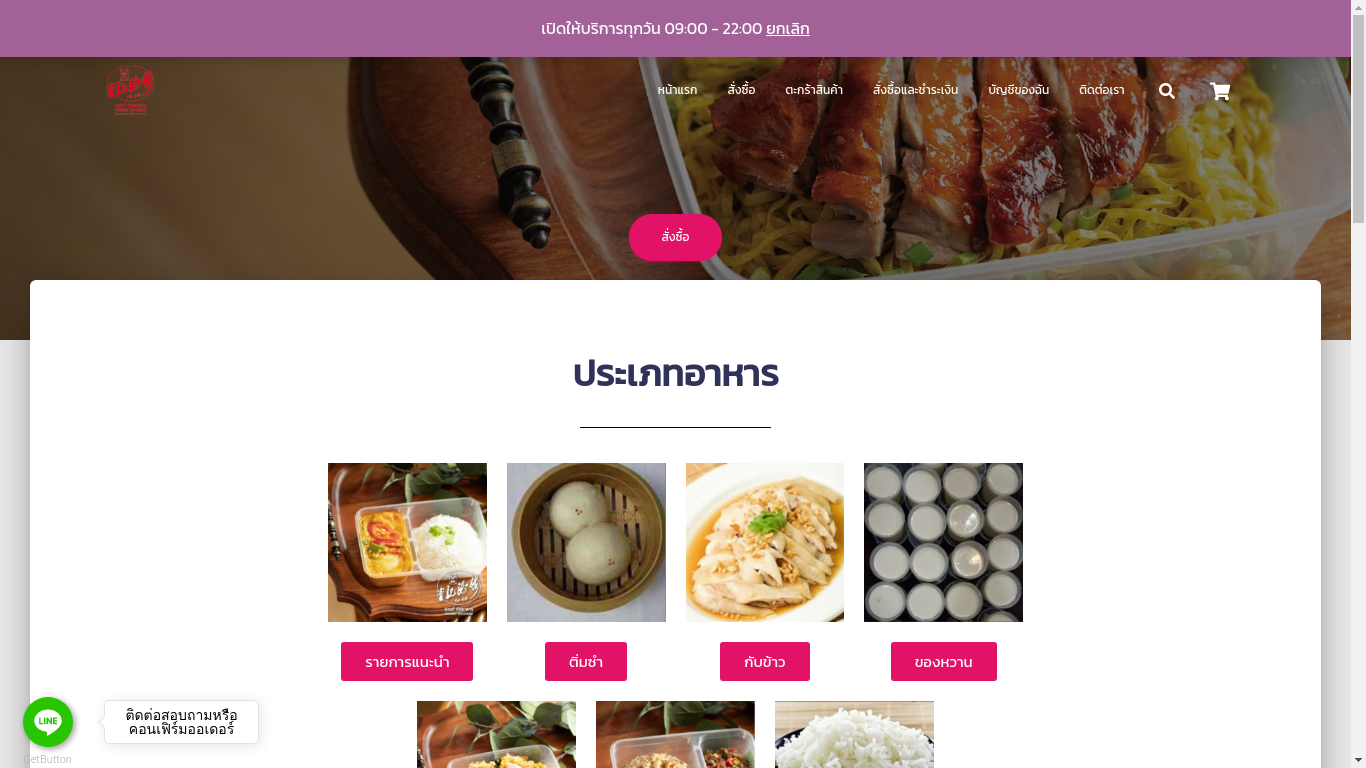 เปิดให้บริการทุกวัน 09:00 - 22:00 ยกเลิก
หน้าแรก สั่งซื้อ ตะกร้าสินค้า สั่งซื้อและชำระเงิน บัญชีของฉัน ติดต่อเรา
สั่งซื้อ
ประเภทอาหาร
รายการแนะนำ ติ่มซำ กับข้าว ของหวาน
LINE
ติดต่อสอบถามหรือ
คอนเฟิร์มออเดอร์
GetButton